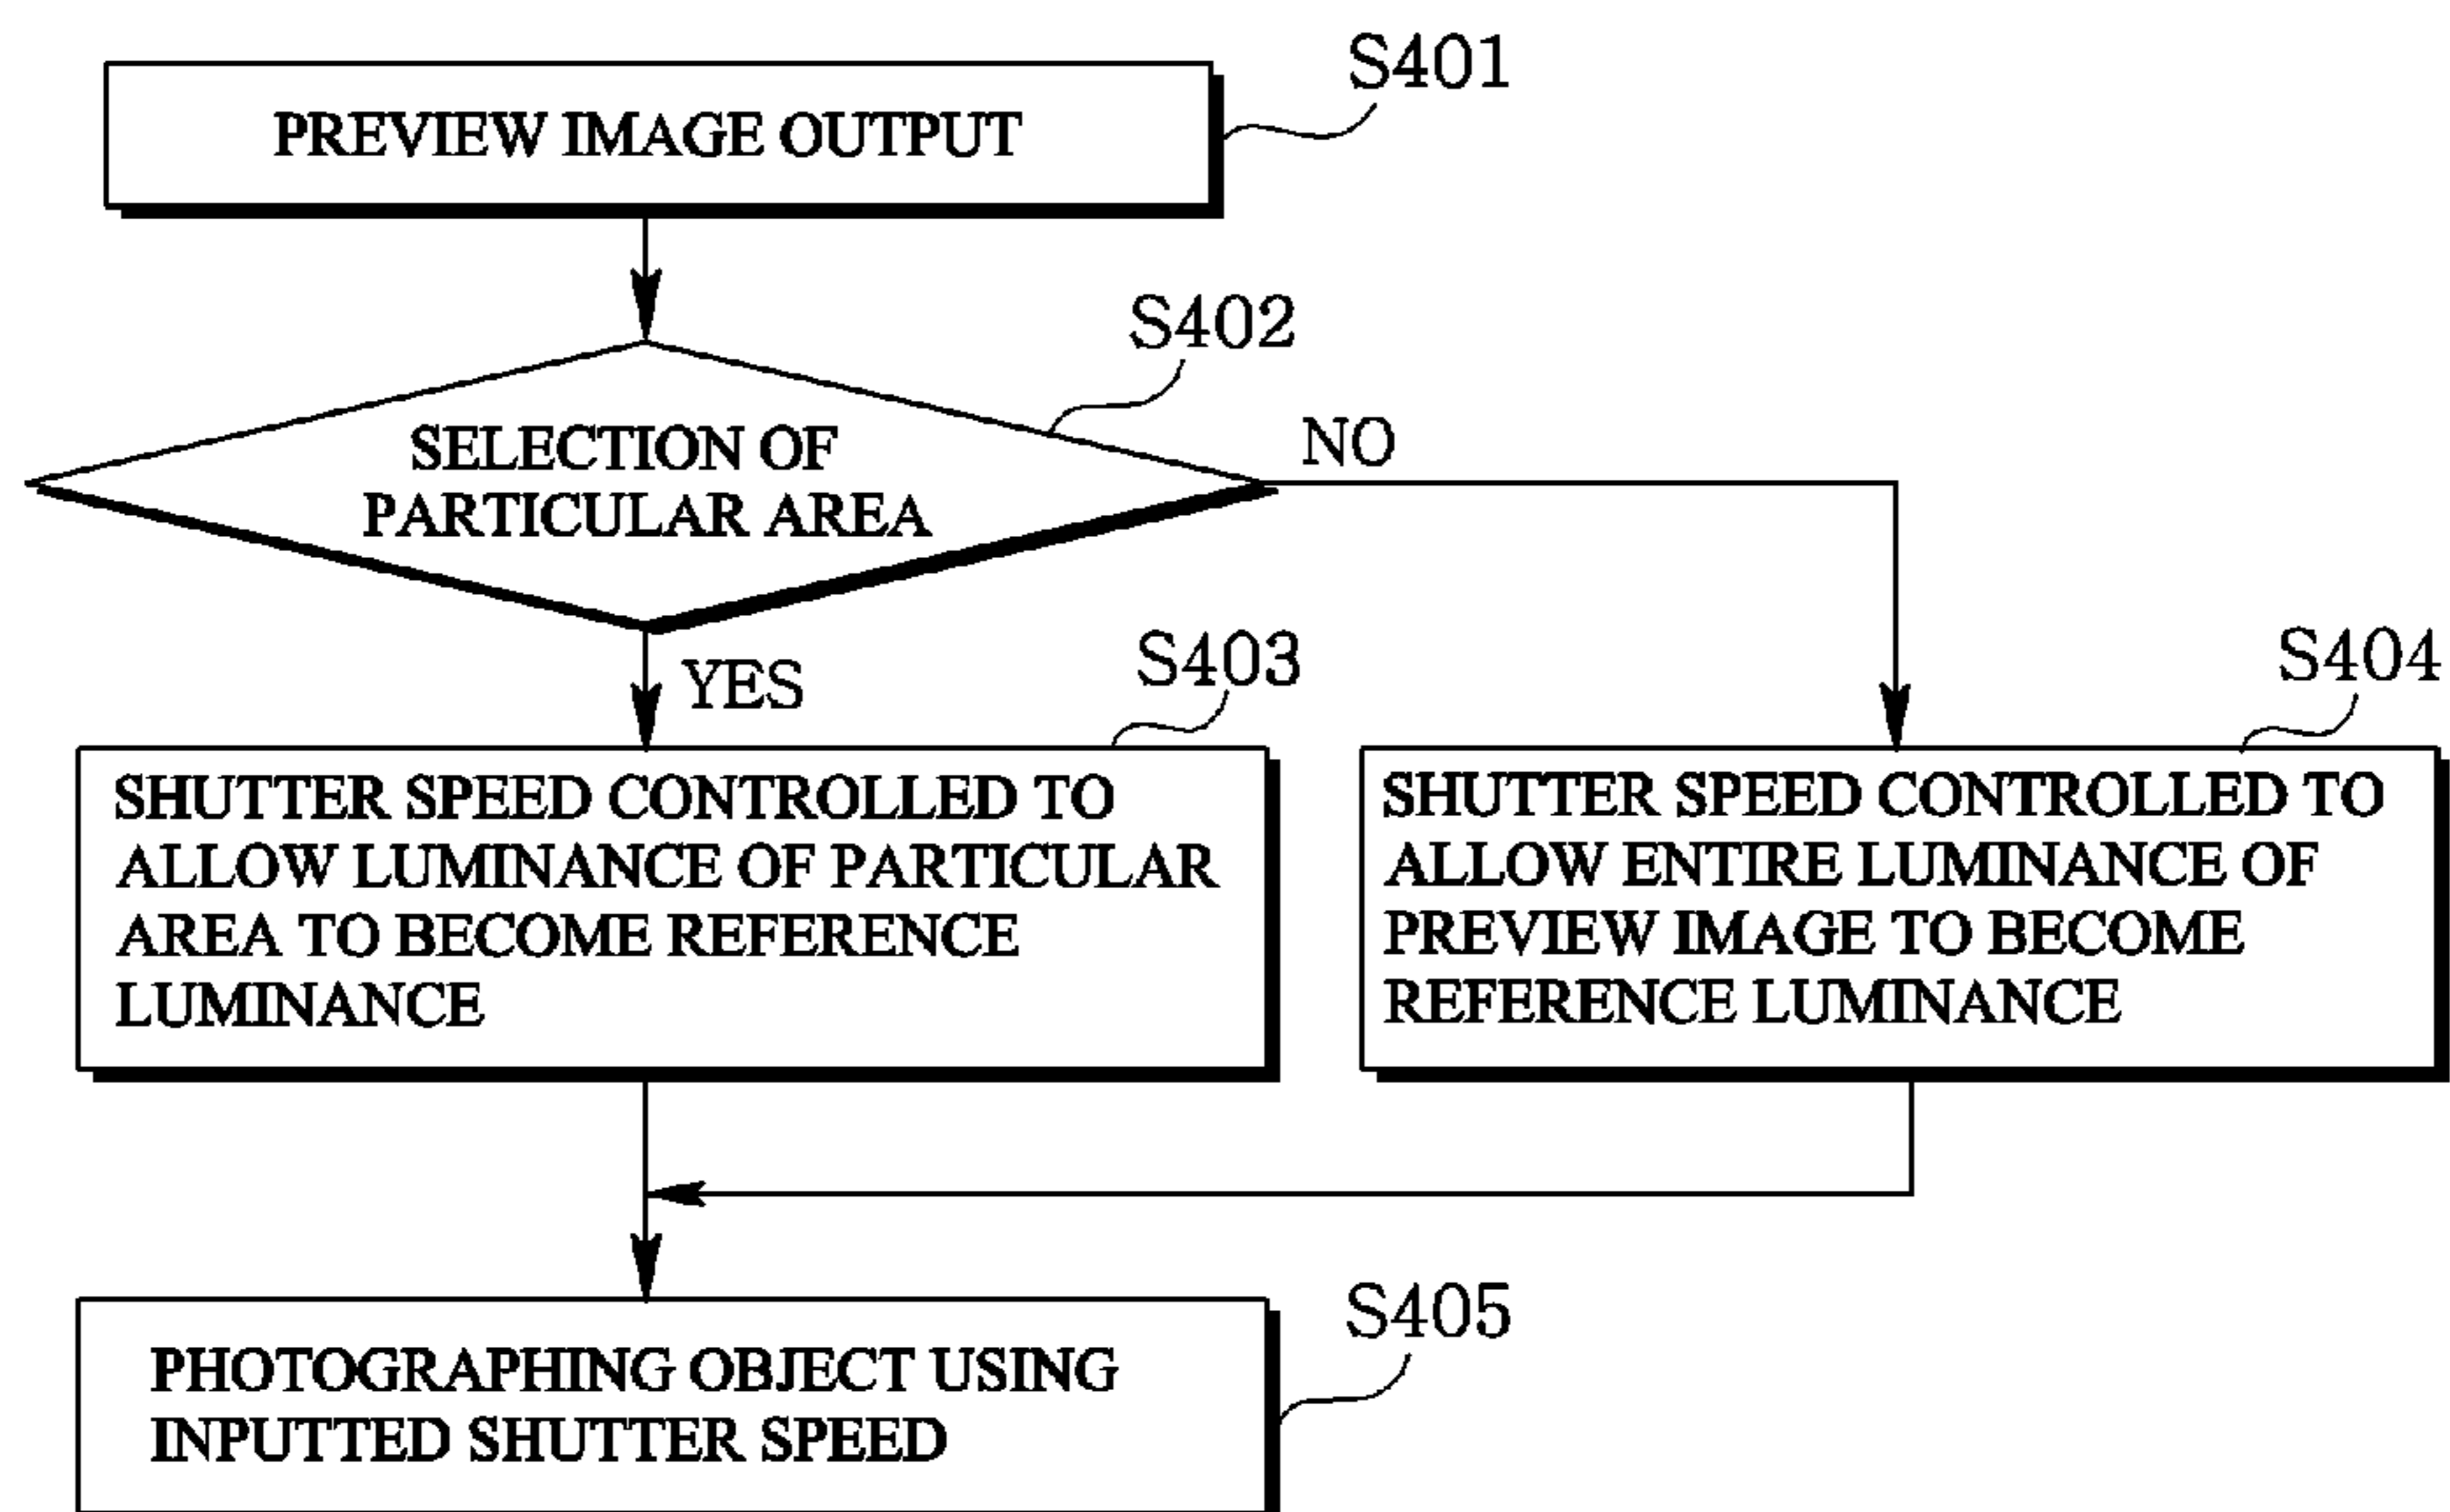 S401
PREVIEW IMAGE OUTPUT
S402
SELECTION OF
PARTICULAR AREA
NO
YES
S403
SHUTTER SPEED CONTROLLED TO
ALLOW LUMINANCE OF PARTICULAR
AREA TO BECOME REFERENCE
LUMINANCE
S404
SHUTTER SPEED CONTROLLED TO
ALLOW ENTIRE LUMINANCE OF
PREVIEW IMAGE TO BECOME
REFERENCE LUMINANCE
S405
PHOTOGRAPHING OBJECT USING
INPUTTED SHUTTER SPEED